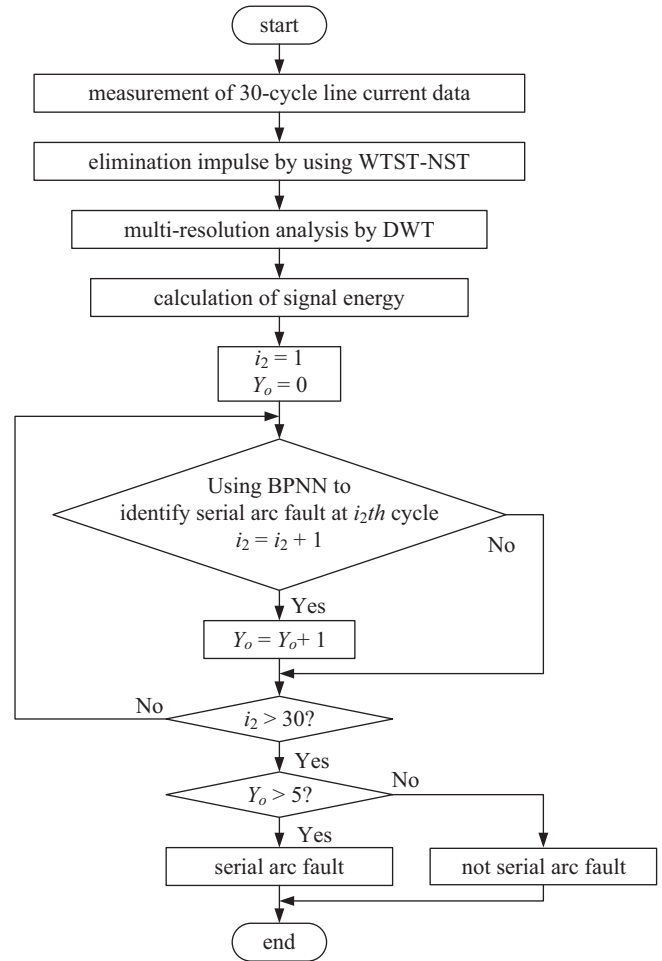 start
measurement of 30-cycle line current data
elimination impulse by using WTST-NST
multi-resolution analysis by DWT
calculation of signal energy
i₂ = 1
Yₒ = 0
Using BPNN to
identify serial arc fault at i₂th cycle
i₂ = i₂ + 1
No
Yes
Yₒ = Yₒ + 1
No
i₂ > 30?
Yes
Yₒ > 5?
No
Yes
serial arc fault
not serial arc fault
end